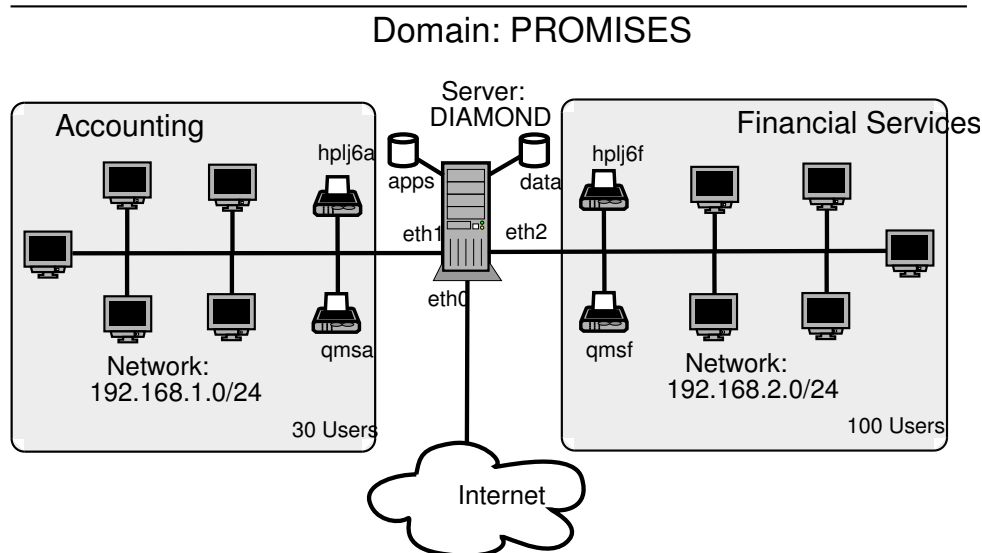 Domain: PROMISES
Server:
DIAMOND
Accounting
Financial Services
hplj6a
apps
data
hplj6f
eth1
eth2
eth0
qmsa
qmsf
Network:
192.168.1.0/24
Network:
192.168.2.0/24
30 Users
100 Users
Internet